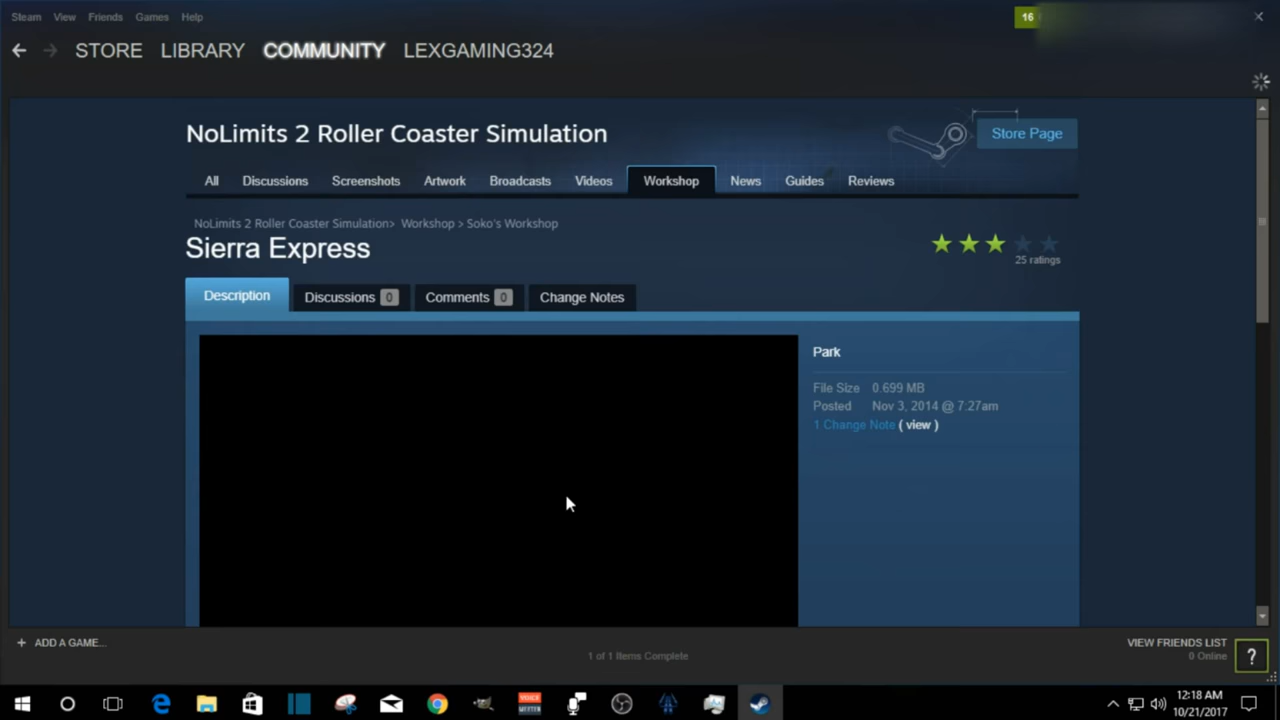 Steam View Friends Games Help
16
STORE LIBRARY COMMUNITY LEXGAMING324
NoLimits 2 Roller Coaster Simulation
Store Page
All Discussions Screenshots Artwork Broadcasts Videos Workshop News Guides Reviews
NoLimits 2 Roller Coaster Simulation> Workshop > Soko's Workshop
Sierra Express
25 ratings
Description Discussions 0 Comments 0 Change Notes
Park
File Size 0.699 MB
Posted Nov 3, 2014 @ 7:27am
1 Change Note ( view )
+ ADD A GAME...
VIEW FRIENDS LIST
0 Online
?
1 of 1 Items Complete
VOICE MEETER
12:18 AM
10/21/2017